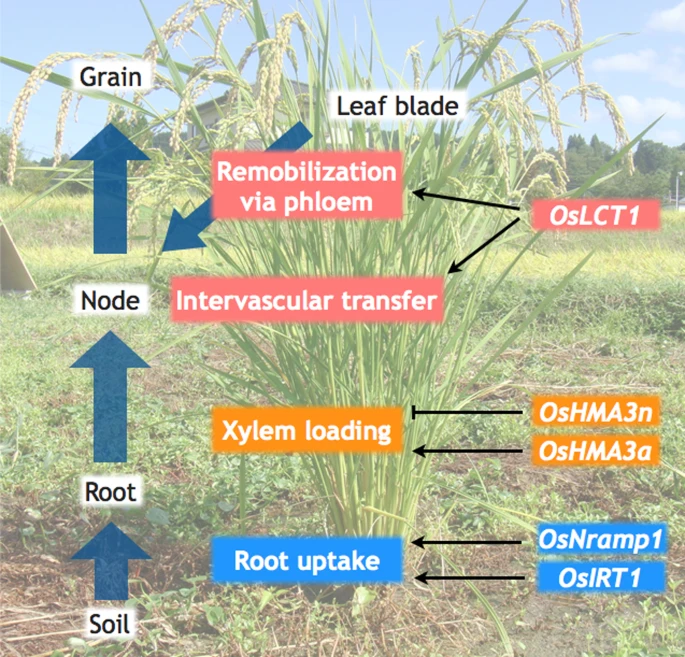 Grain
Leaf blade
Remobilization
via phloem
OsLCT1
Node
Intervascular transfer
OsHMA3n
Xylem loading
OsHMA3a
Root
OsNramp1
Root uptake
OsIRT1
Soil